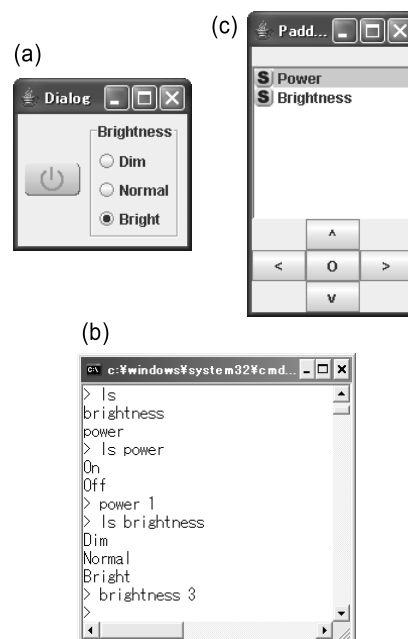 (a)
Dialog
Brightness
Dim
Normal
Bright
(c)
Padd...
S Power
S Brightness
^
< O >
v
(b)
c:¥windows¥system32¥cmd...
> ls
brightness
power
> ls power
On
Off
> power 1
> ls brightness
Dim
Normal
Bright
> brightness 3
>